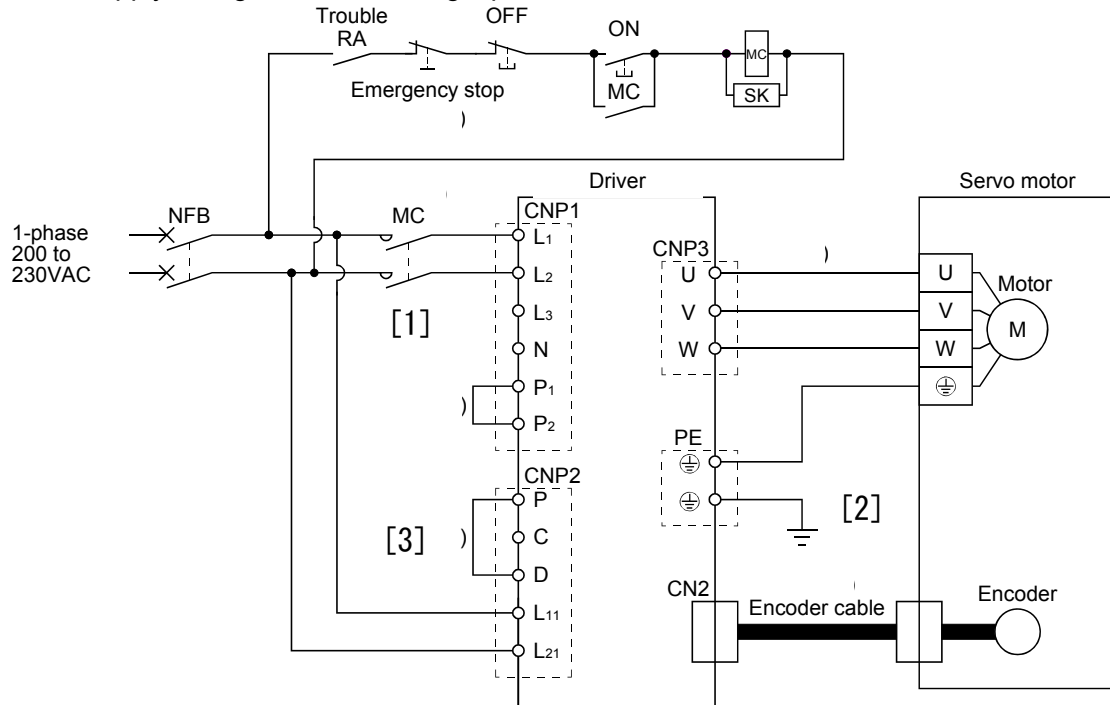 Trouble
RA
OFF
ON
MC
Emergency stop
MC
SK
)
Driver
Servo motor
1-phase
200 to
230VAC
NFB
MC
CNP1
L1
L2
L3
N
P1
P2
)
[1]
CNP3
U
V
W
)
U
V
W
Motor
M
PE
[2]
CNP2
P
C
D
L11
L21
[3]
)
CN2
Encoder cable
Encoder